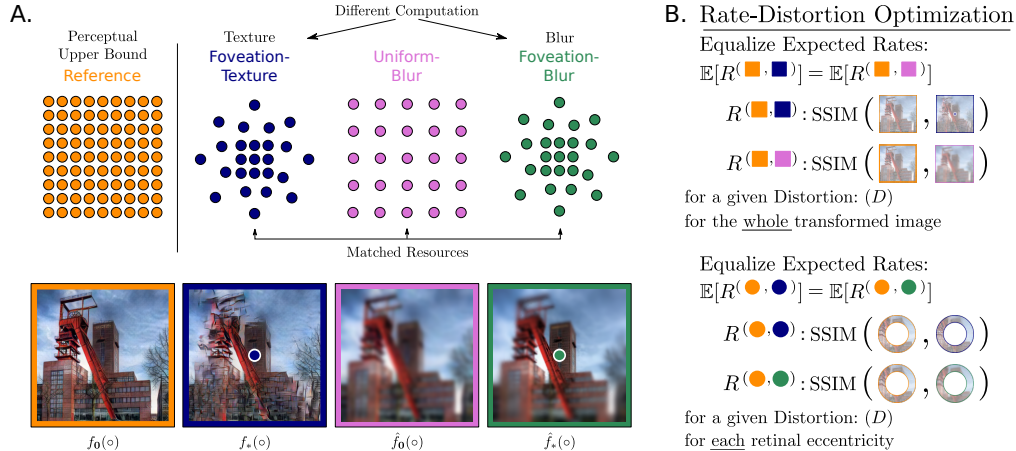 A.
Different Computation
Perceptual
Upper Bound
Reference
Texture
Foveation-
Texture
Uniform-
Blur
Blur
Foveation-
Blur
Matched Resources
f₀(∘)
f∗(∘)
f̂₀(∘)
f̂∗(∘)
B. Rate-Distortion Optimization
Equalize Expected Rates:
𝔼[R(■,■)] = 𝔼[R(■,■)]
R(■,■) : SSIM ( , )
R(■,■) : SSIM ( , )
for a given Distortion: (D)
for the whole transformed image
Equalize Expected Rates:
𝔼[R(●,●)] = 𝔼[R(●,●)]
R(●,●) : SSIM ( , )
R(●,●) : SSIM ( , )
for a given Distortion: (D)
for each retinal eccentricity